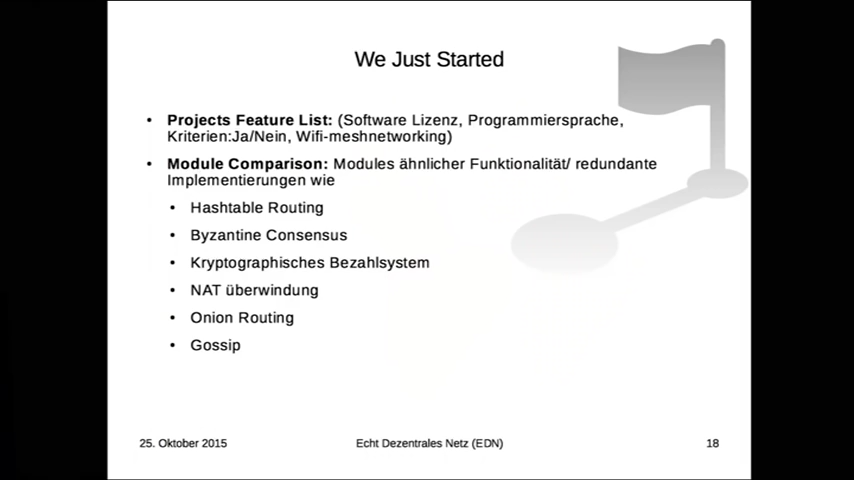 We Just Started
• Projects Feature List: (Software Lizenz, Programmiersprache,
Kriterien:Ja/Nein, Wifi-meshnetworking)
• Module Comparison: Modules ähnlicher Funktionalität/ redundante
Implementierungen wie
• Hashtable Routing
• Byzantine Consensus
• Kryptographisches Bezahlsystem
• NAT überwindung
• Onion Routing
• Gossip
25. Oktober 2015
Echt Dezentrales Netz (EDN)
18